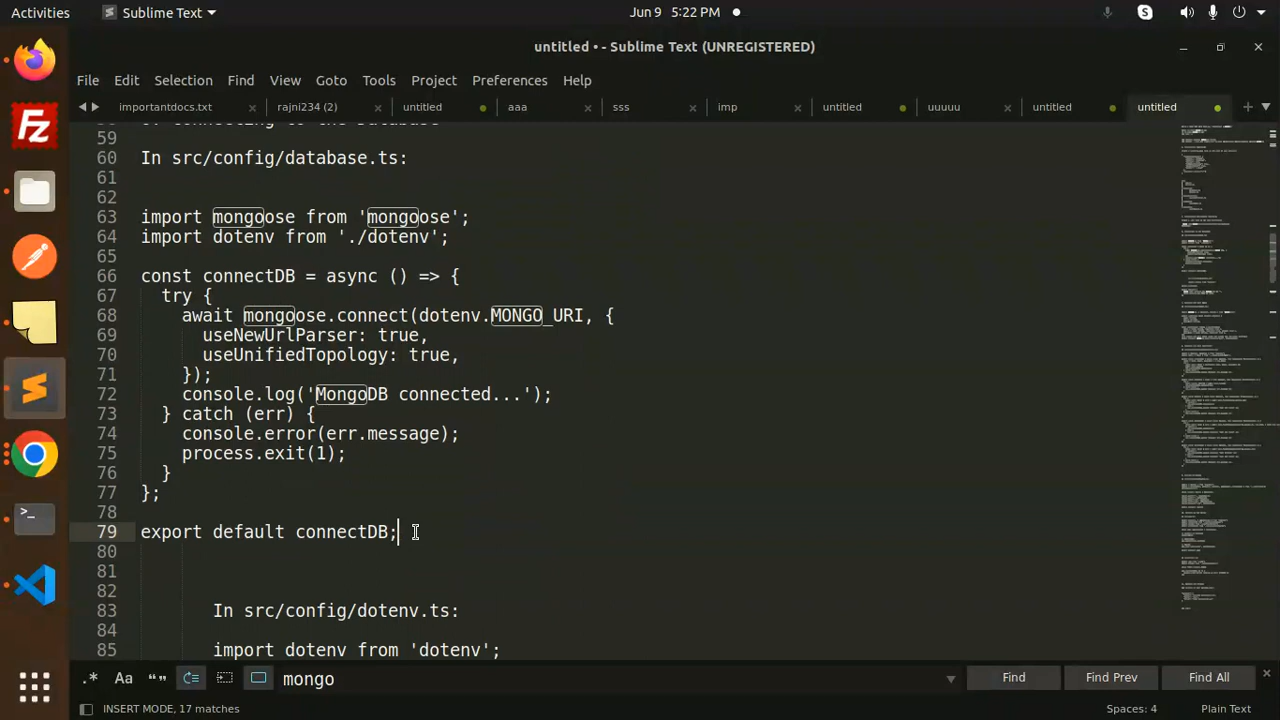 Activities
Sublime Text
Jun 9 5:22 PM
untitled • - Sublime Text (UNREGISTERED)
File Edit Selection Find View Goto Tools Project Preferences Help
importantdocs.txt
rajni234 (2)
untitled
aaa
sss
imp
untitled
uuuuu
untitled
untitled
59
60 In src/config/database.ts:
61
62
63 import mongoose from 'mongoose';
64 import dotenv from './dotenv';
65
66 const connectDB = async () => {
67 try {
68 await mongoose.connect(dotenv.MONGO_URI, {
69 useNewUrlParser: true,
70 useUnifiedTopology: true,
71 });
72 console.log('MongoDB connected...');
73 } catch (err) {
74 console.error(err.message);
75 process.exit(1);
76 }
77 };
78
79 export default connectDB;
80
81
82
83 In src/config/dotenv.ts:
84
85 import dotenv from 'dotenv';
.* Aa “” mongo
Find
Find Prev
Find All
INSERT MODE, 17 matches
Spaces: 4
Plain Text